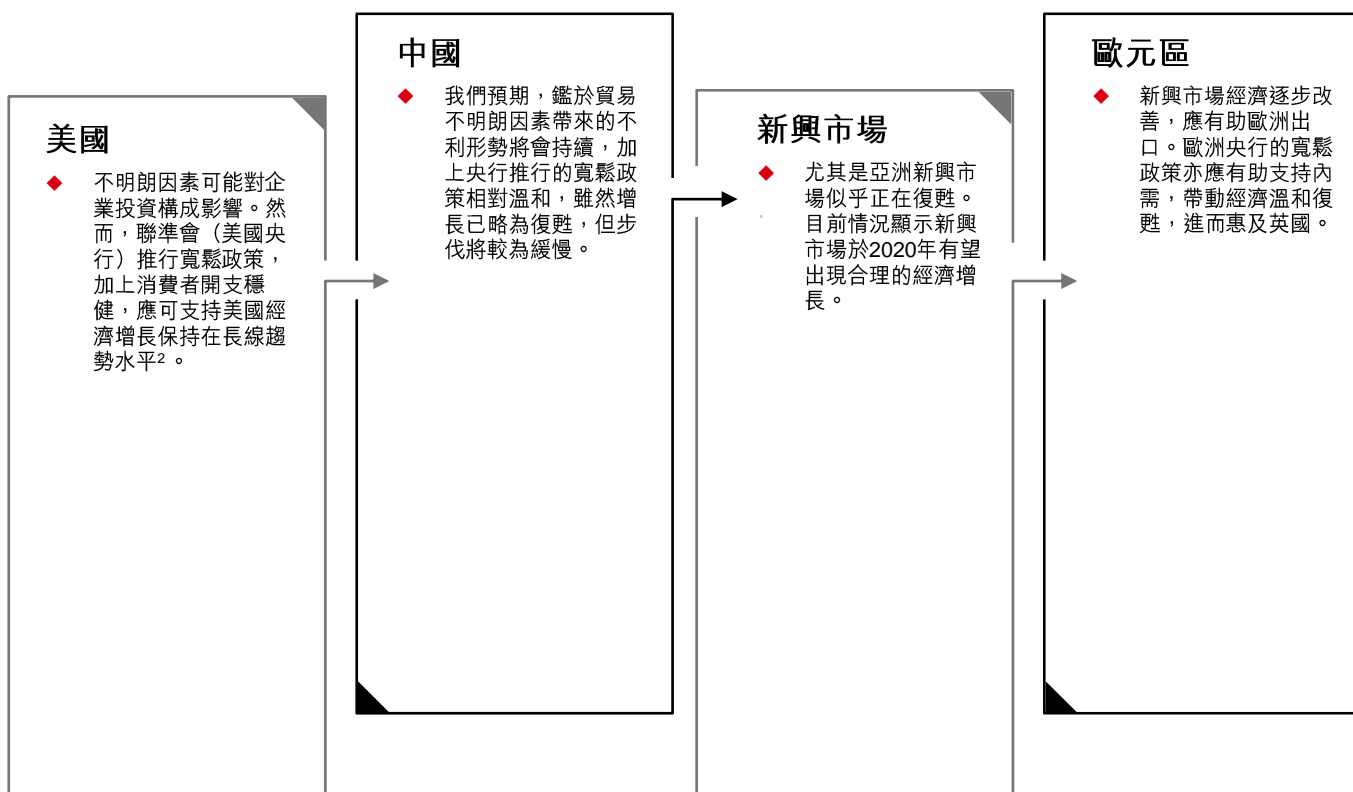 美國
不明朗因素可能對企
業投資構成影響。然
而，聯準會（美國央
行）推行寬鬆政策，
加上消費者開支穩
健，應可支持美國經
濟增長保持在長線趨
勢水平²。
中國
我們預期，鑑於貿易
不明朗因素帶來的不
利形勢將會持續，加
上央行推行的寬鬆政
策相對溫和，雖然增
長已略為復甦，但步
伐將較為緩慢。
新興市場
尤其是亞洲新興市
場似乎正在復甦。
目前情況顯示新興
市場於2020年有望
出現合理的經濟增
長。
歐元區
新興市場經濟逐步改
善，應有助歐洲出
口。歐洲央行的寬鬆
政策亦應有助支持內
需，帶動經濟溫和復
甦，進而惠及英國。